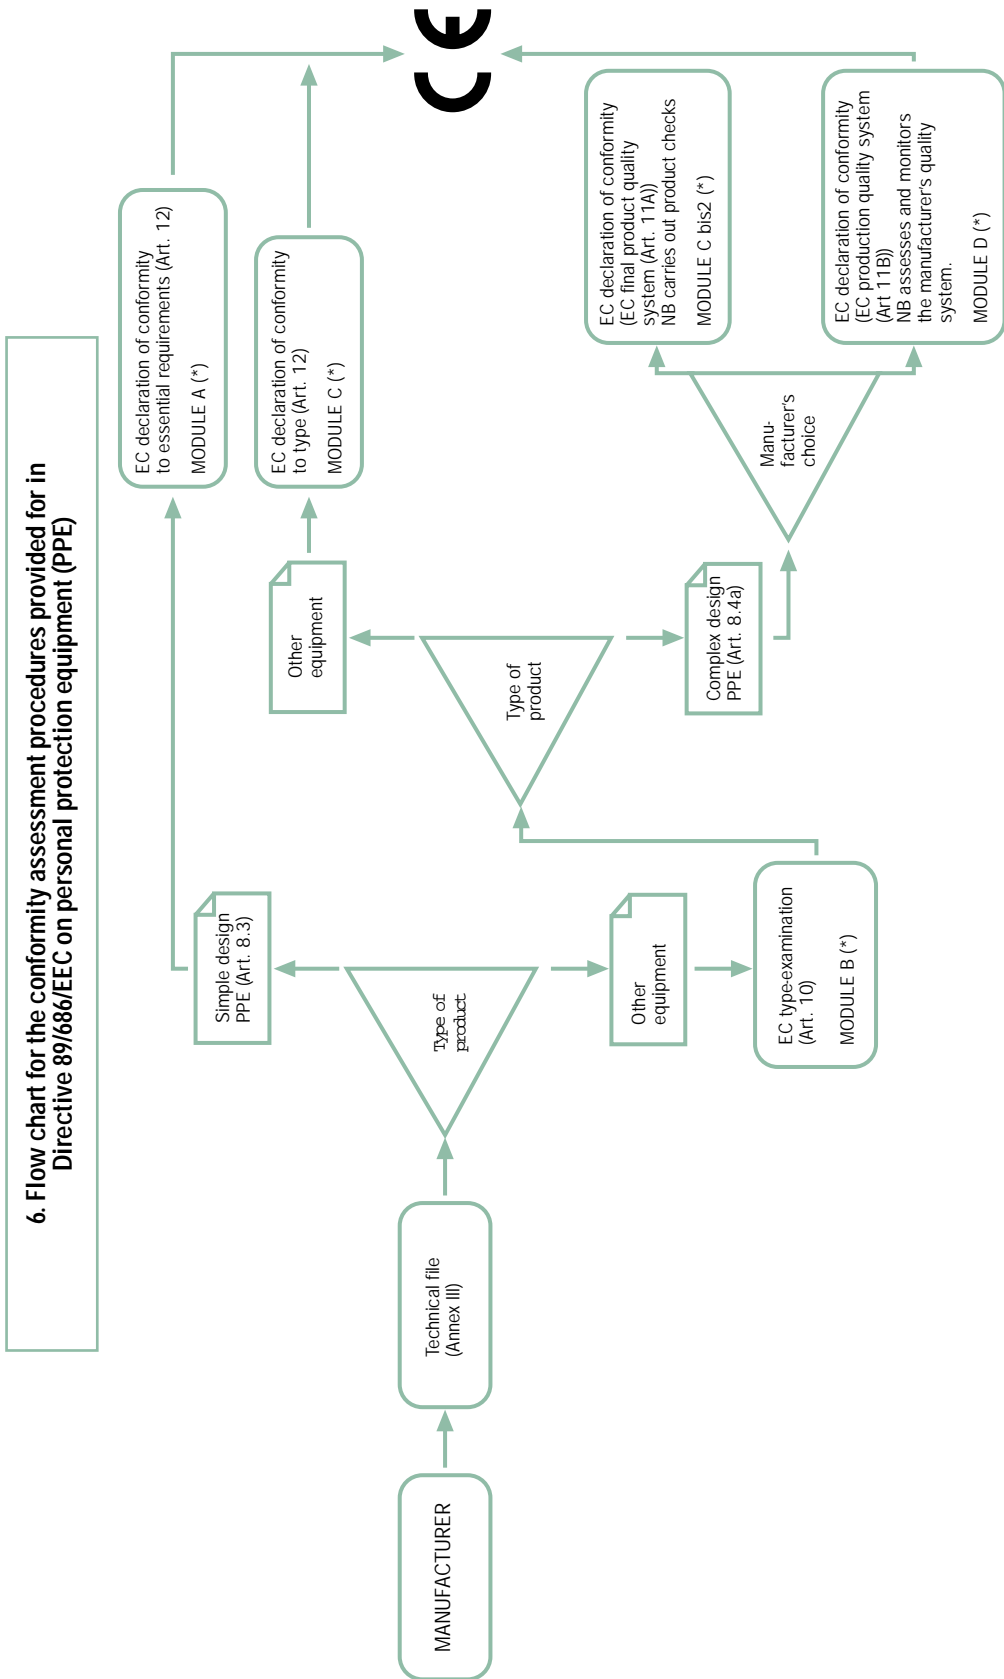 6. Flow chart for the conformity assessment procedures provided for in
Directive 89/686/EEC on personal protection equipment (PPE)
MANUFACTURER
Technical file
(Annex III)
Type of
product
Simple design
PPE (Art. 8.3)
Other
equipment
EC type-examination
(Art. 10)
MODULE B (*)
Type of
product
Other
equipment
Complex design
PPE (Art. 8.4a)
Manu-
facturer's
choice
EC declaration of conformity
to essential requirements (Art. 12)
MODULE A (*)
EC declaration of conformity
to type (Art. 12)
MODULE C (*)
EC declaration of conformity
(EC final product quality
system (Art. 11A))
NB carries out product checks
MODULE C bis2 (*)
EC declaration of conformity
(EC production quality system
(Art 11B))
NB assesses and monitors
the manufacturer's quality
system.
MODULE D (*)
CE